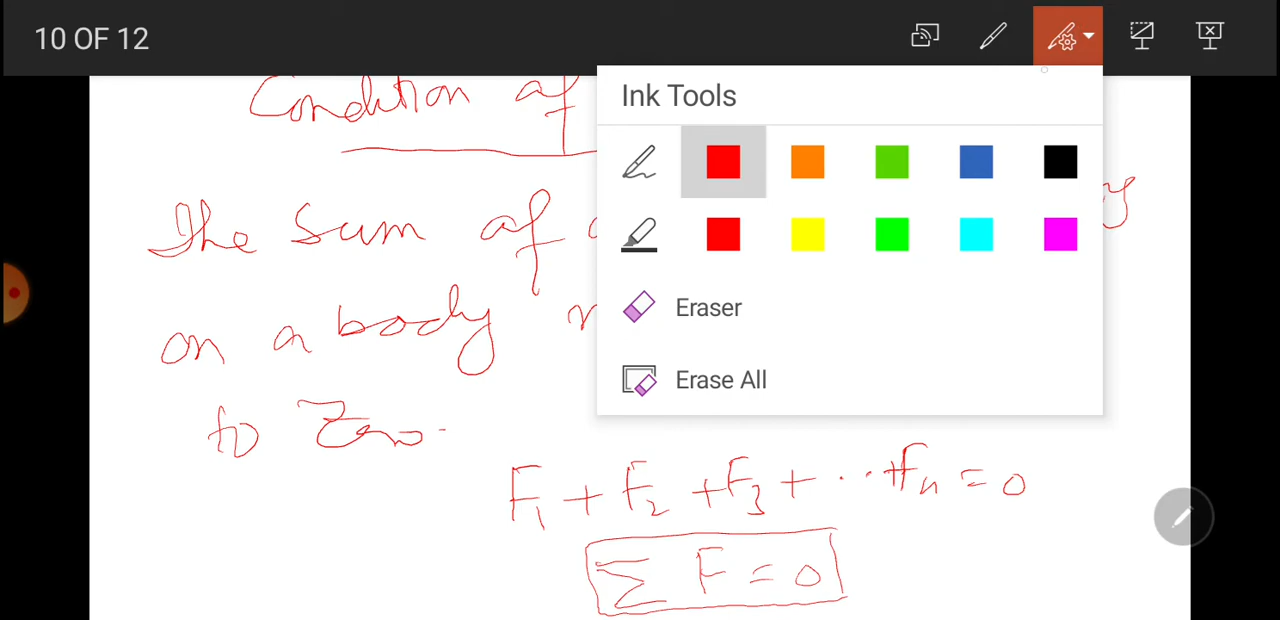 10 OF 12
Ink Tools
Condition of
The Sum of
on a body
Eraser
Erase All
to Zero.
F1 + F2 + F3 + ... + Fn = 0
Σ F = 0